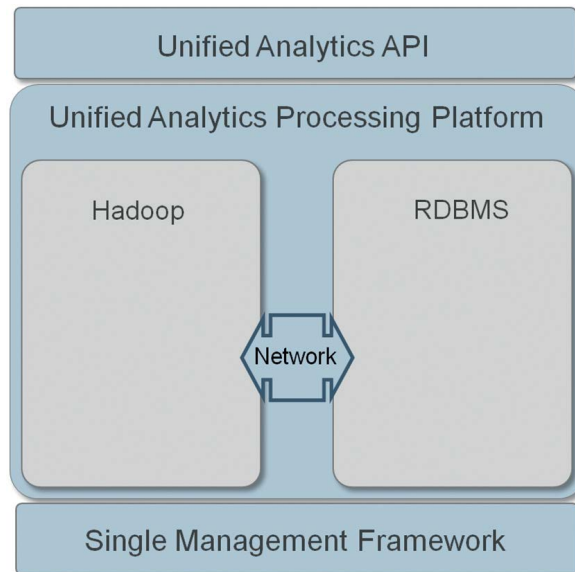 Unified Analytics API
Unified Analytics Processing Platform
Hadoop
RDBMS
Network
Single Management Framework